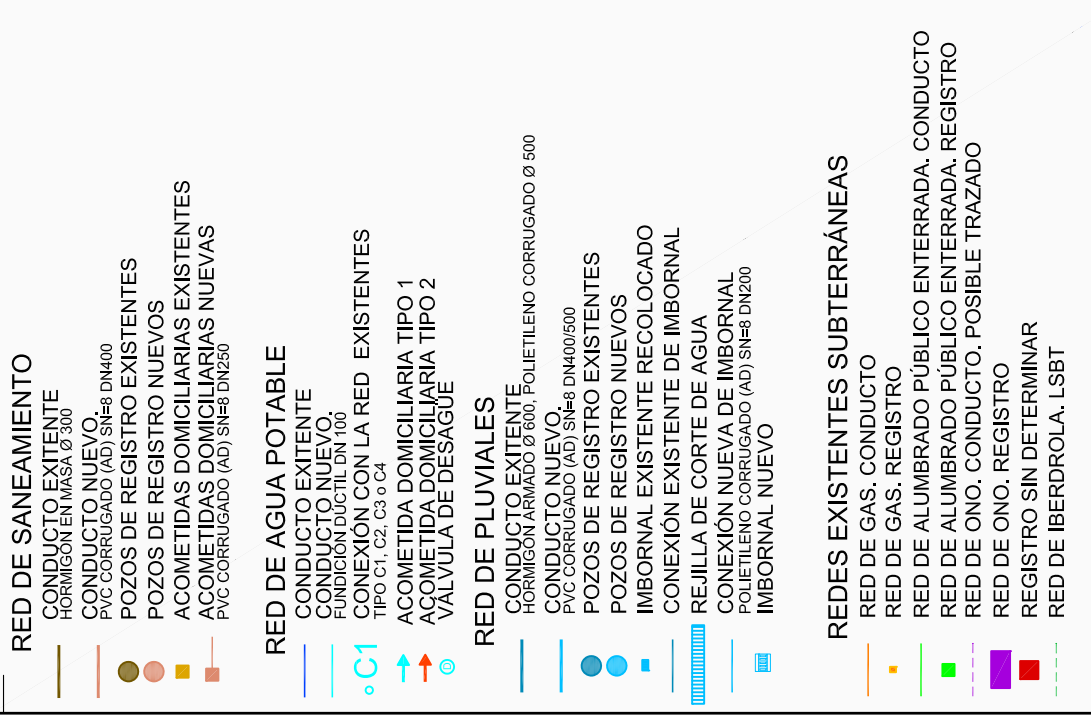 RED DE SANEAMIENTO
CONDUCTO EXITENTE
HORMIGÓN EN MASA Ø 300
CONDUCTO NUEVO.
PVC CORRUGADO (AD) SN=8 DN400
POZOS DE REGISTRO EXISTENTES
POZOS DE REGISTRO NUEVOS
ACOMETIDAS DOMICILIARIAS EXISTENTES
ACOMETIDAS DOMICILIARIAS NUEVAS
PVC CORRUGADO (AD) SN=8 DN250
RED DE AGUA POTABLE
CONDUCTO EXITENTE
CONDUCTO NUEVO.
FUNDICIÓN DUCTIL DN 100
C1 CONEXIÓN CON LA RED EXISTENTES
TIPO C1, C2, C3 o C4
ACOMETIDA DOMICILIARIA TIPO 1
ACOMETIDA DOMICILIARIA TIPO 2
D VALVULA DE DESAGÜE
RED DE PLUVIALES
CONDUCTO EXITENTE
HORMIGÓN ARMADO Ø 600, POLIETILENO CORRUGADO Ø 500
CONDUCTO NUEVO.
PVC CORRUGADO (AD) SN=8 DN400/500
POZOS DE REGISTRO EXISTENTES
POZOS DE REGISTRO NUEVOS
IMBORNAL EXISTENTE RECOLOCADO
CONEXIÓN EXISTENTE DE IMBORNAL
REJILLA DE CORTE DE AGUA
CONEXIÓN NUEVA DE IMBORNAL
POLIETILENO CORRUGADO (AD) SN=8 DN200
IMBORNAL NUEVO
REDES EXISTENTES SUBTERRÁNEAS
RED DE GAS. CONDUCTO
RED DE GAS. REGISTRO
RED DE ALUMBRADO PÚBLICO ENTERRADA. CONDUCTO
RED DE ALUMBRADO PÚBLICO ENTERRADA. REGISTRO
RED DE ONO. CONDUCTO. POSIBLE TRAZADO
RED DE ONO. REGISTRO
REGISTRO SIN DETERMINAR
RED DE IBERDROLA. LSBT